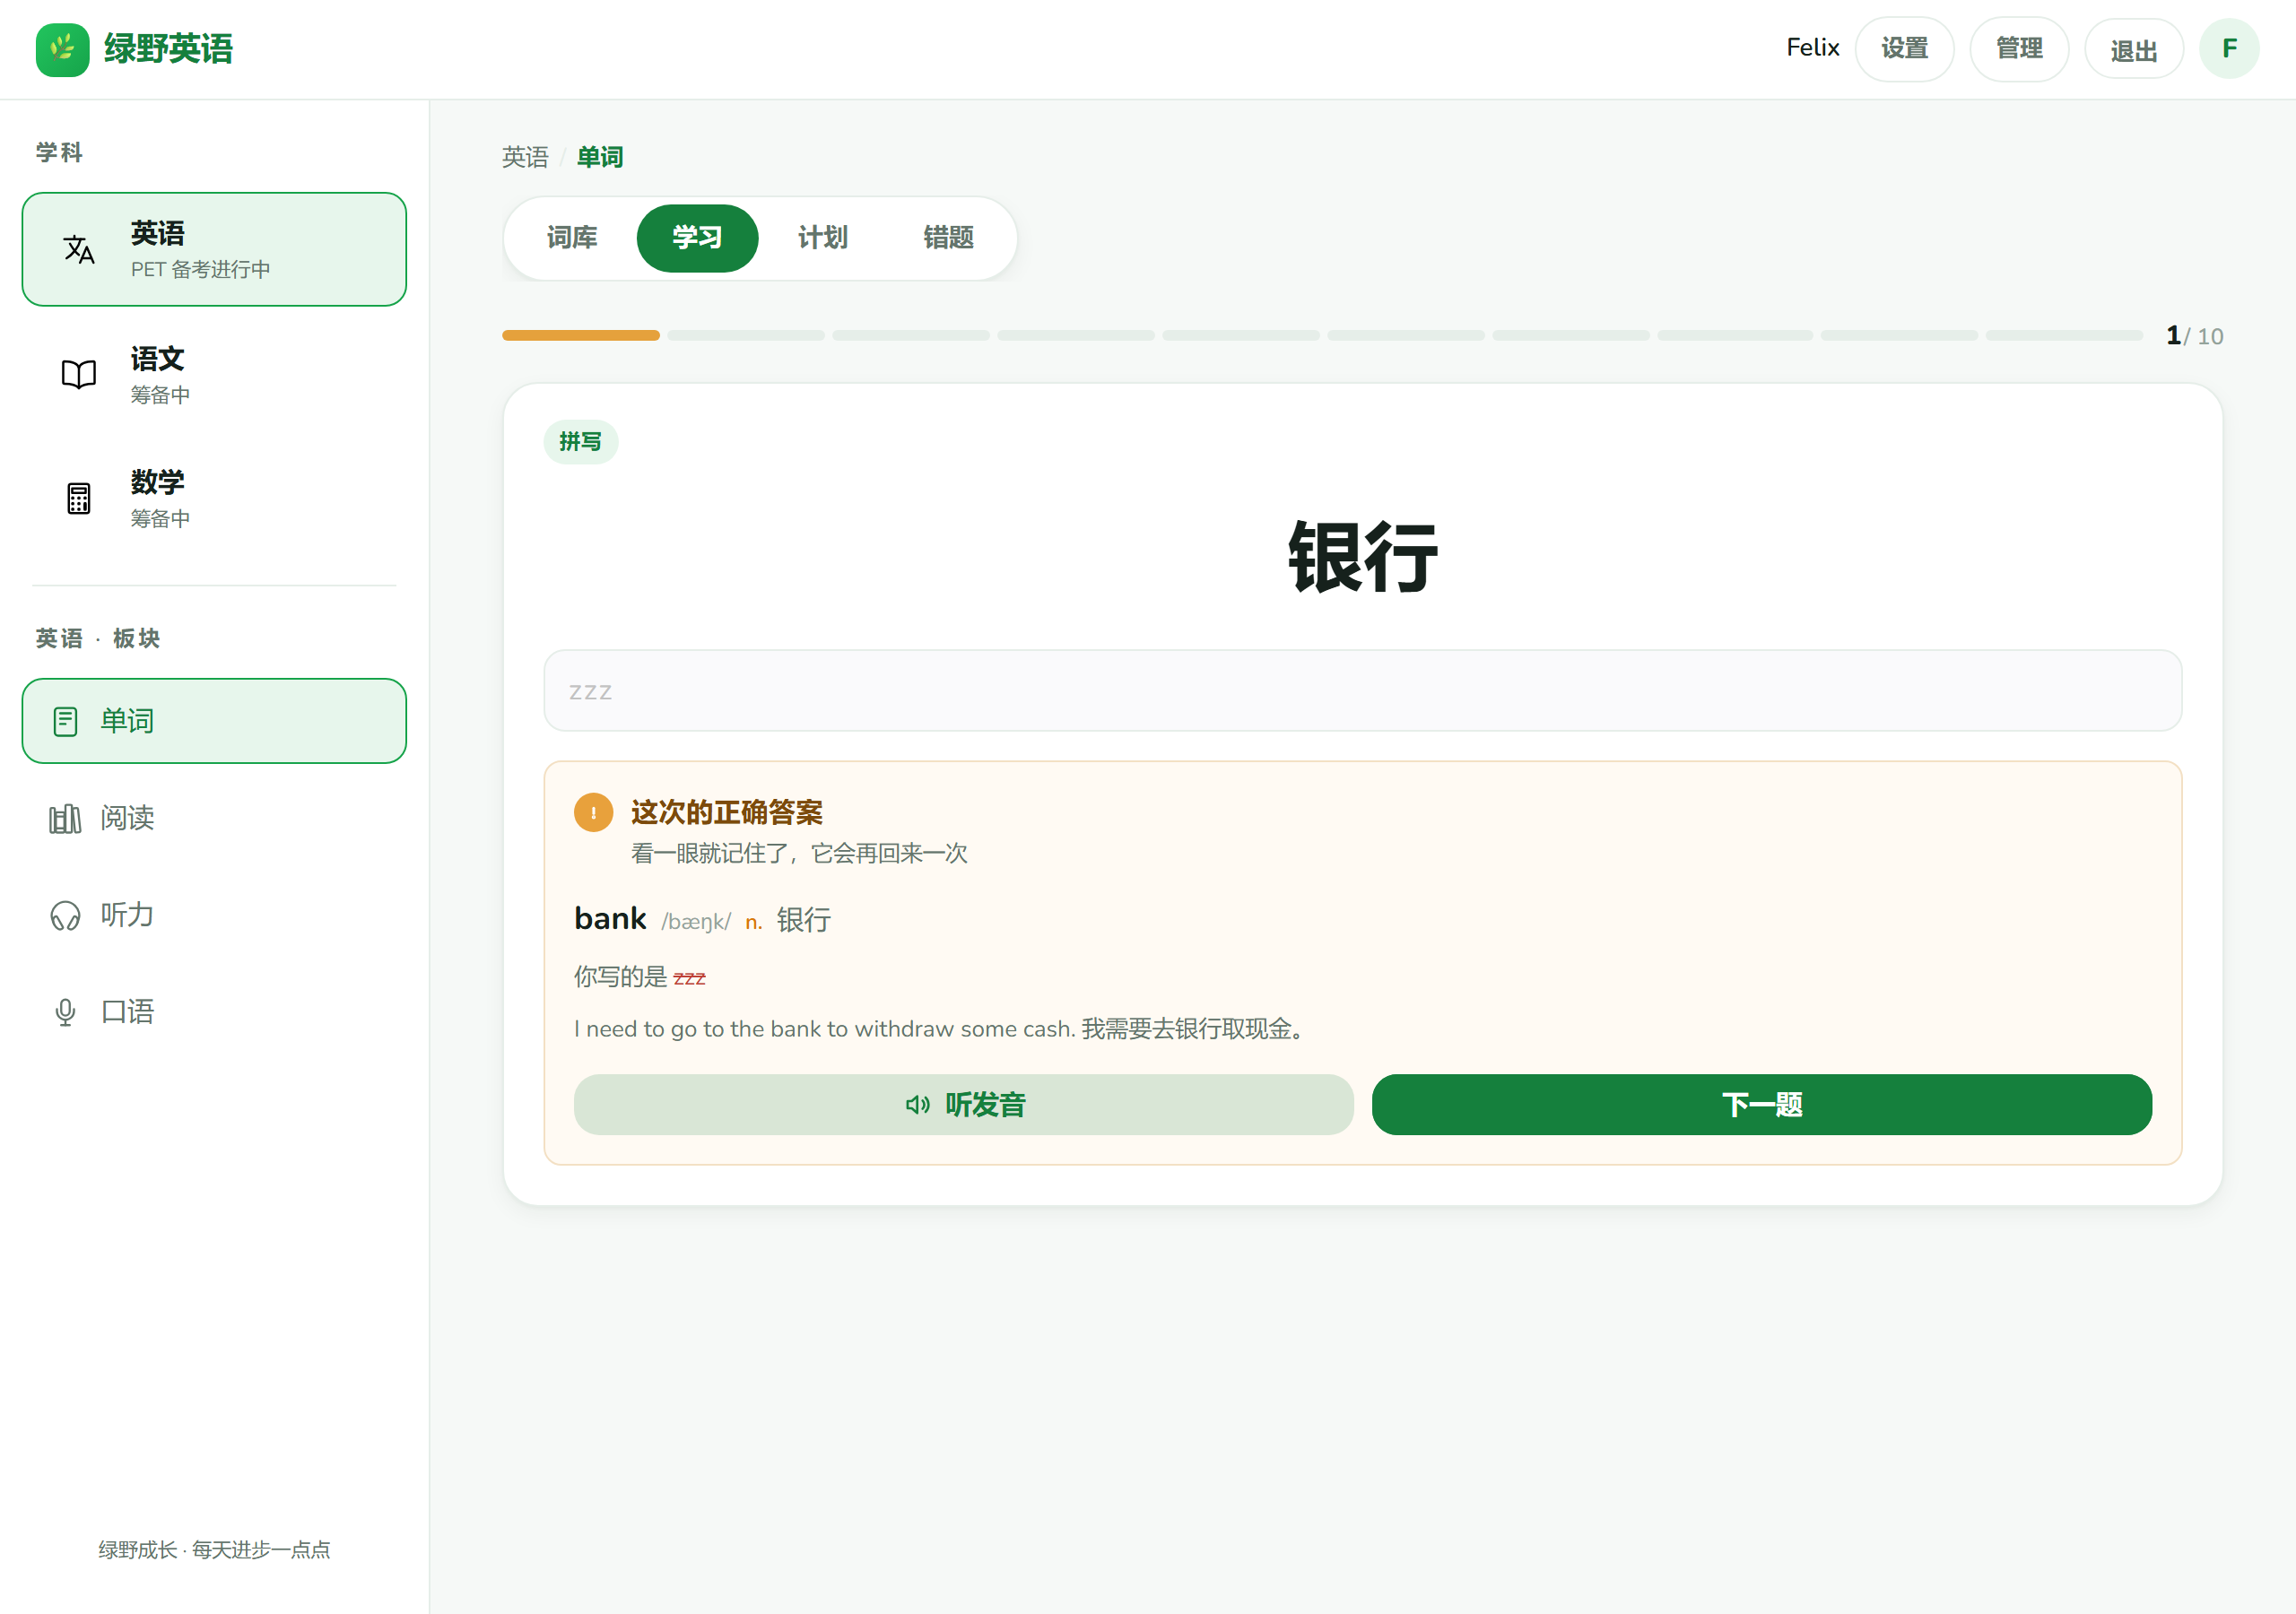 绿野英语
Felix 设置 管理 退出 F
学科
英语
PET 备考进行中
语文
筹备中
数学
筹备中
英语 · 板块
单词
阅读
听力
口语
绿野成长 · 每天进步一点点
英语 / 单词
词库 学习 计划 错题
1 / 10
拼写
银行
zzz
! 这次的正确答案
看一眼就记住了，它会再回来一次
bank /bæŋk/ n. 银行
你写的是 zzz
I need to go to the bank to withdraw some cash. 我需要去银行取现金。
听发音 下一题